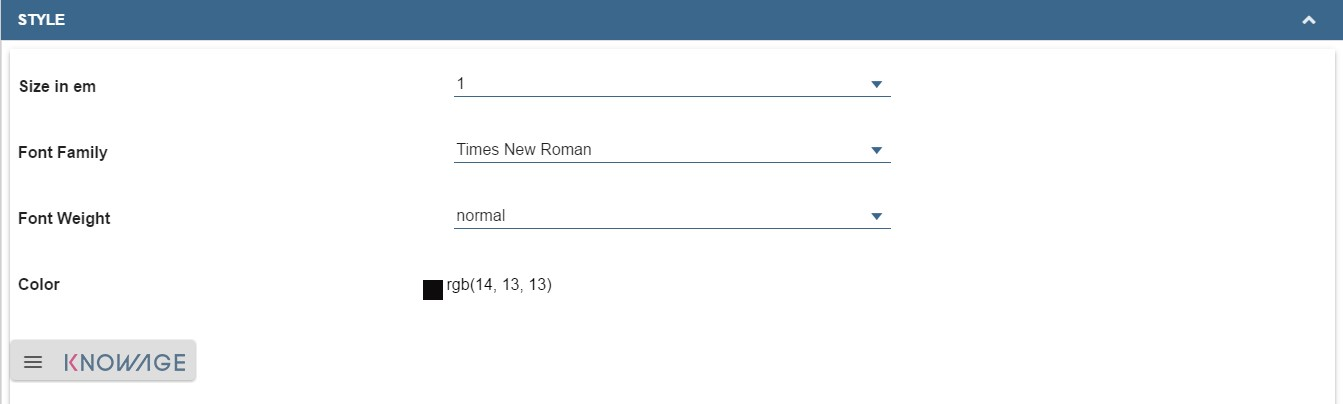 STYLE
Size in em 1
Font Family Times New Roman
Font Weight normal
Color rgb(14, 13, 13)
KNOWAGE